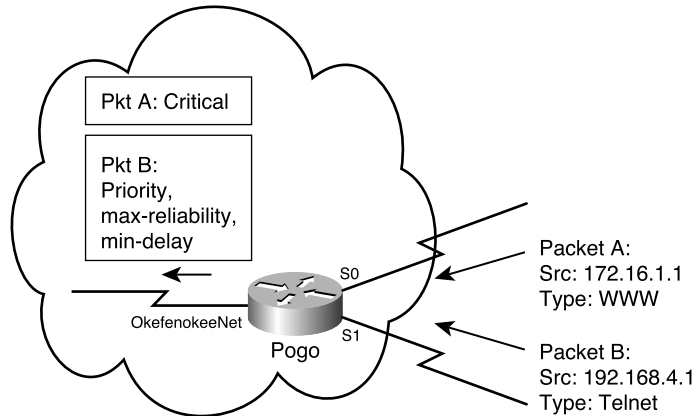 Pkt A: Critical
Pkt B:
Priority,
max-reliability,
min-delay
S0
OkefenokeeNet
S1
Pogo
Packet A:
Src: 172.16.1.1
Type: WWW
Packet B:
Src: 192.168.4.1
Type: Telnet